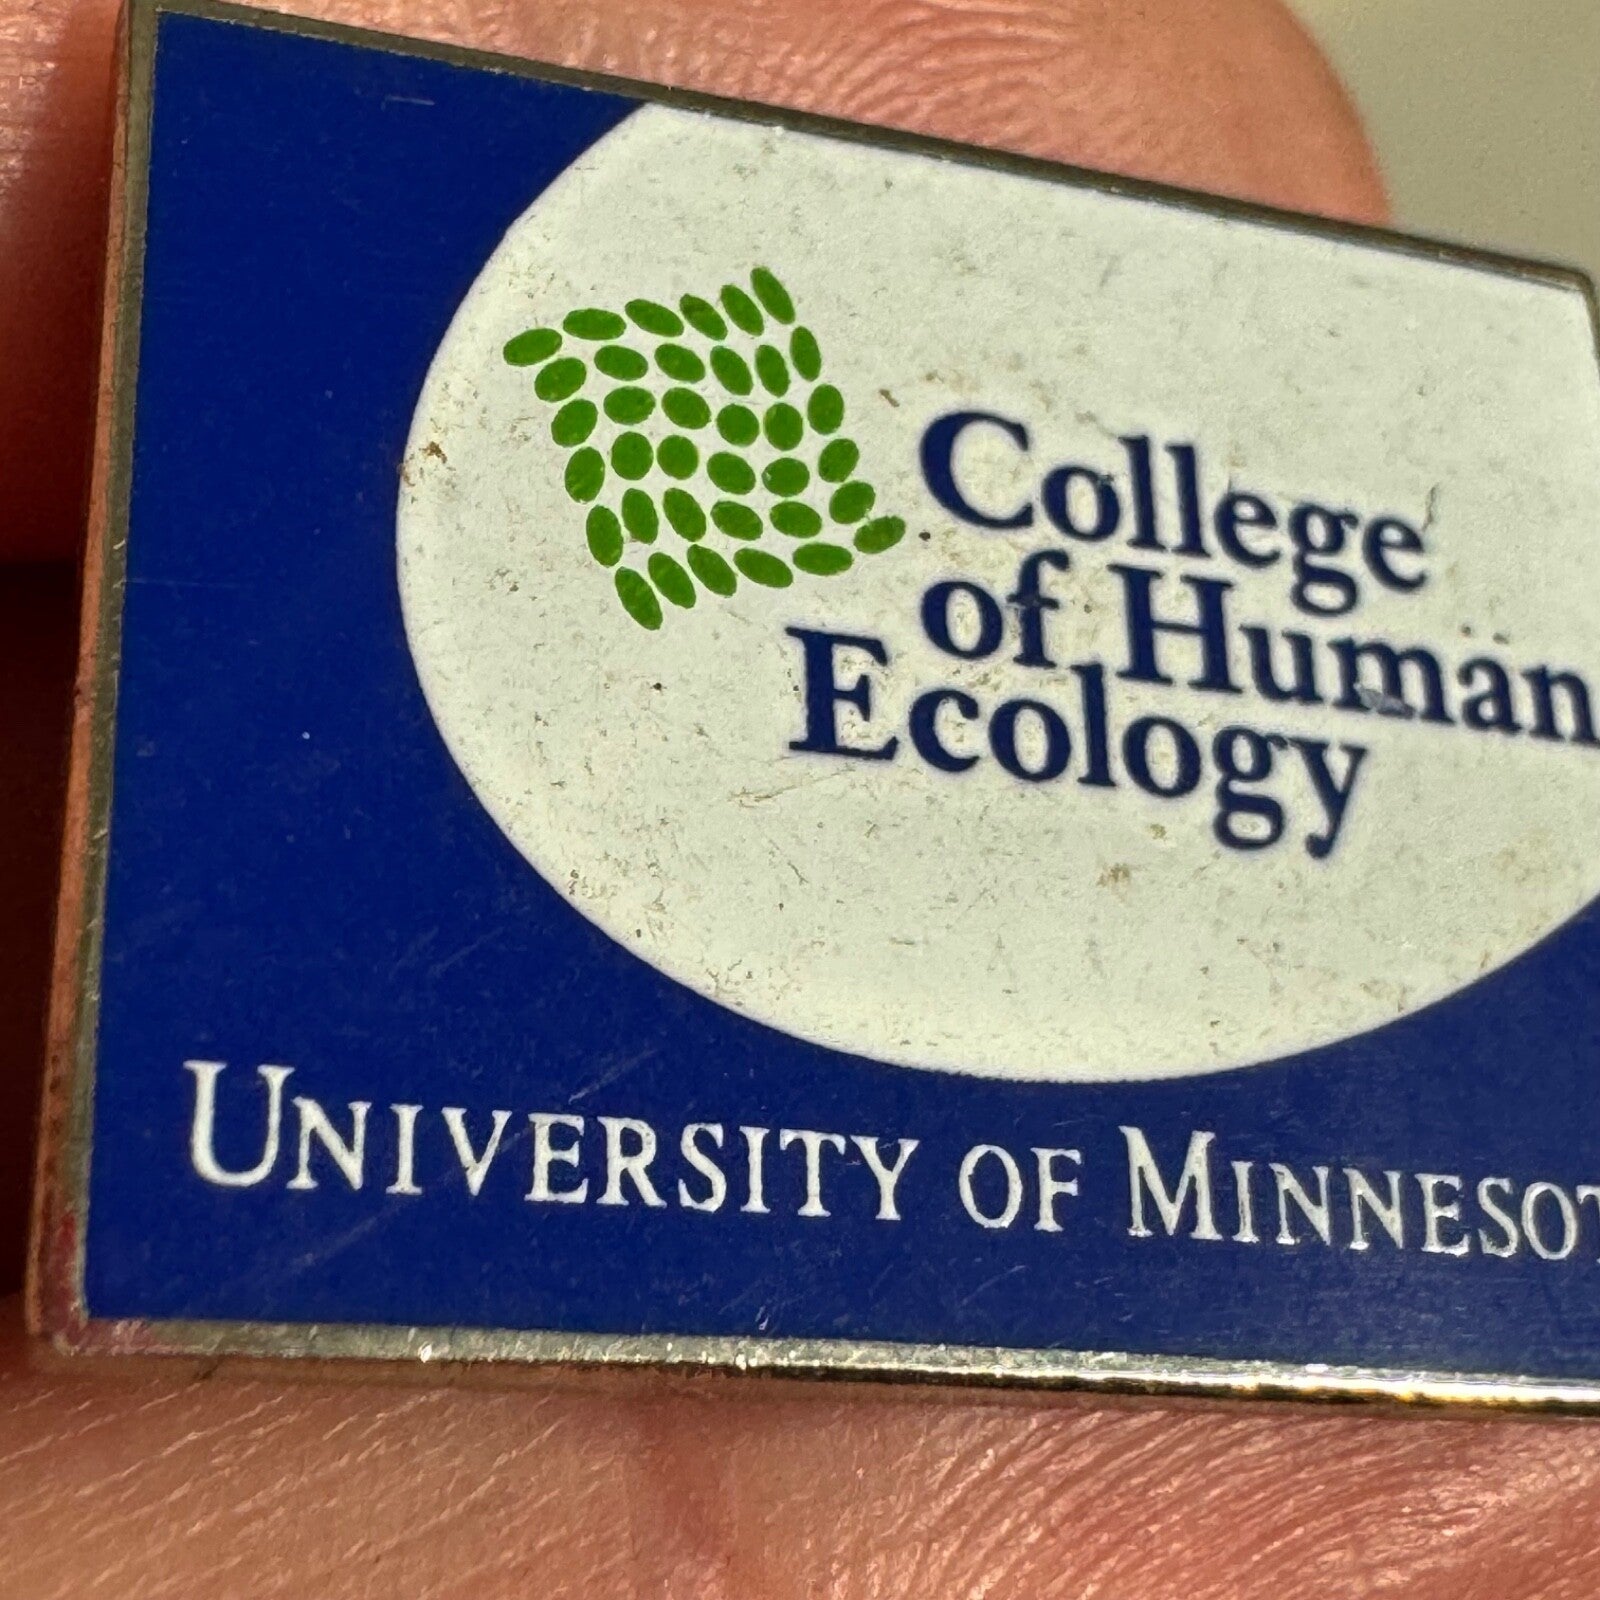 College
of Human
Ecology
UNIVERSITY OF MINNESOT